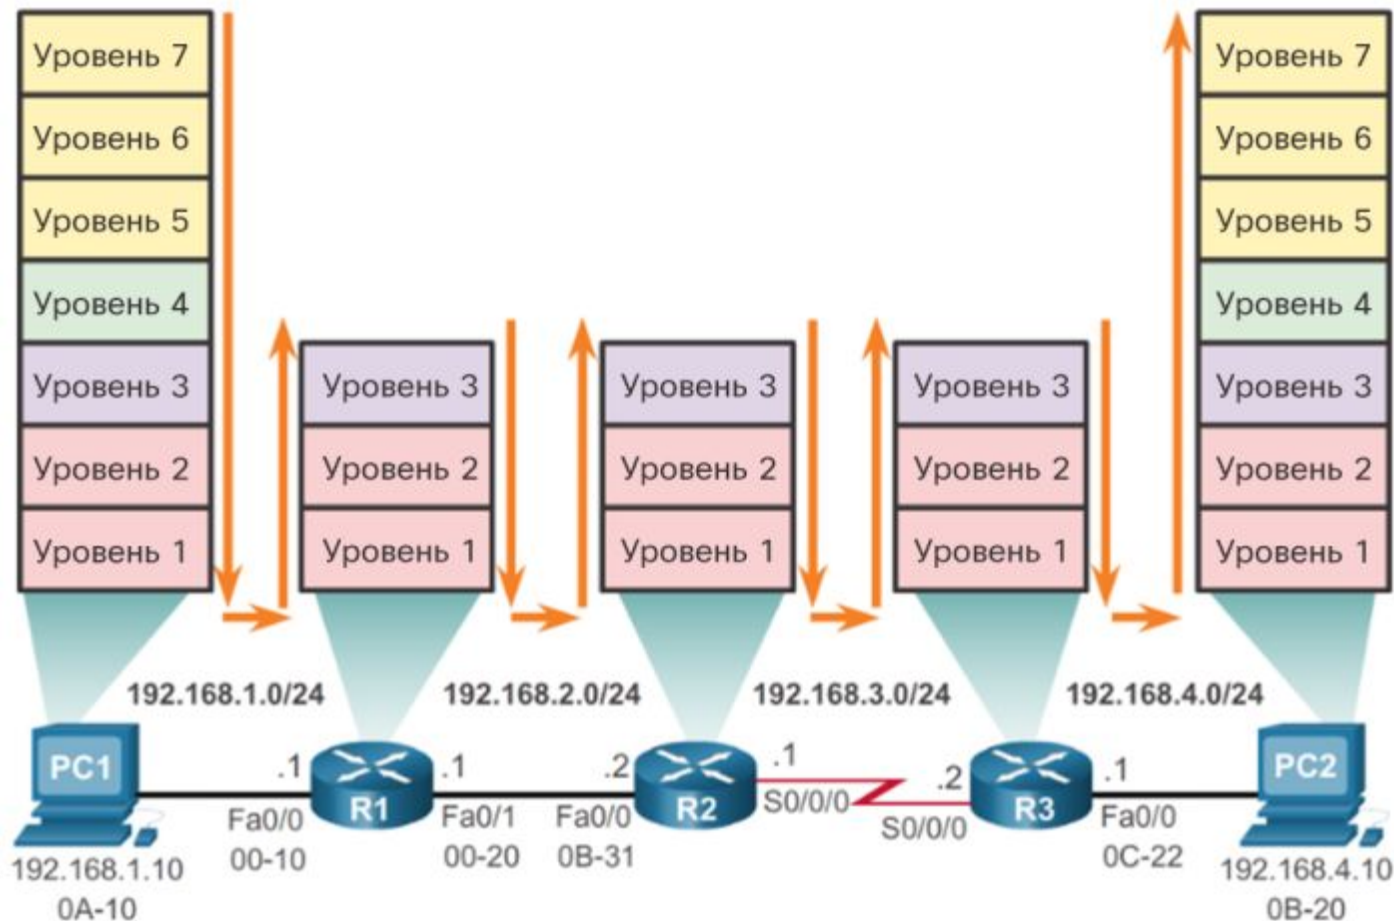 Уровень 7
Уровень 6
Уровень 5
Уровень 4
Уровень 3
Уровень 2
Уровень 1
Уровень 3
Уровень 2
Уровень 1
Уровень 3
Уровень 2
Уровень 1
Уровень 3
Уровень 2
Уровень 1
Уровень 7
Уровень 6
Уровень 5
Уровень 4
Уровень 3
Уровень 2
Уровень 1
192.168.1.0/24
192.168.2.0/24
192.168.3.0/24
192.168.4.0/24
PC1
192.168.1.10
0A-10
.1
Fa0/0
00-10
R1
.1
Fa0/1
00-20
.2
Fa0/0
0B-31
R2
.1
S0/0/0
.2
S0/0/0
R3
.1
Fa0/0
0C-22
PC2
192.168.4.10
0B-20